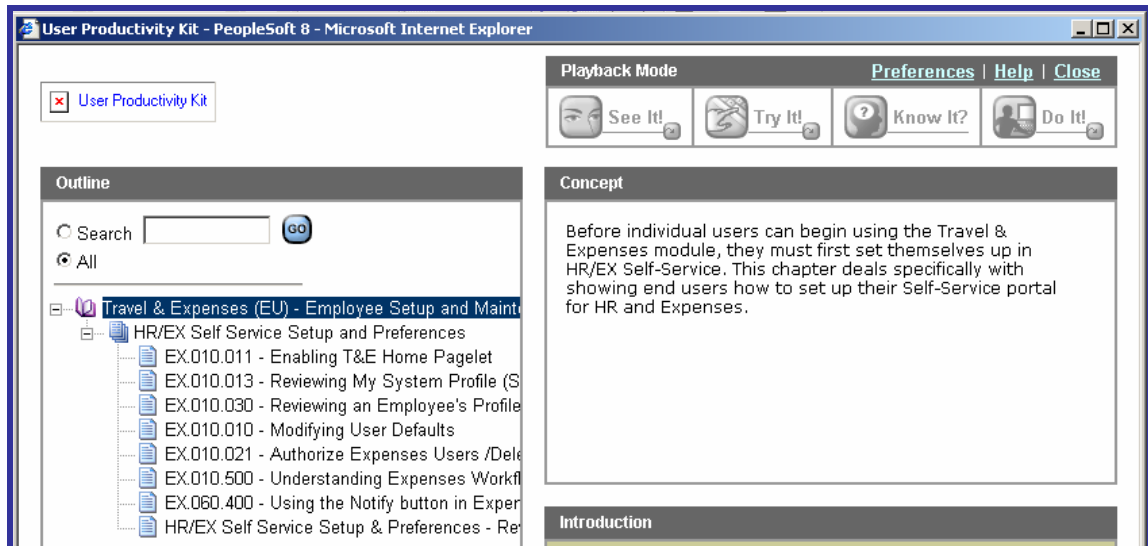 User Productivity Kit - PeopleSoft 8 - Microsoft Internet Explorer
User Productivity Kit
Playback Mode
Preferences | Help | Close
See It!
Try It!
Know It?
Do It!
Outline
Search
GO
All
Travel & Expenses (EU) - Employee Setup and Mainte
HR/EX Self Service Setup and Preferences
EX.010.011 - Enabling T&E Home Pagelet
EX.010.013 - Reviewing My System Profile (S
EX.010.030 - Reviewing an Employee's Profile
EX.010.010 - Modifying User Defaults
EX.010.021 - Authorize Expenses Users /Dele
EX.010.500 - Understanding Expenses Workfl
EX.060.400 - Using the Notify button in Exper
HR/EX Self Service Setup & Preferences - Re
Concept
Before individual users can begin using the Travel &
Expenses module, they must first set themselves up in
HR/EX Self-Service. This chapter deals specifically with
showing end users how to set up their Self-Service portal
for HR and Expenses.
Introduction